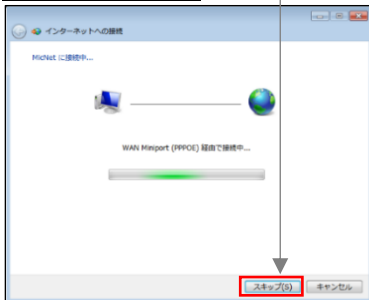 インターネットへの接続
MicNet に接続中...
WAN Miniport (PPPOE) 経由で接続中...
スキップ(S)
キャンセル